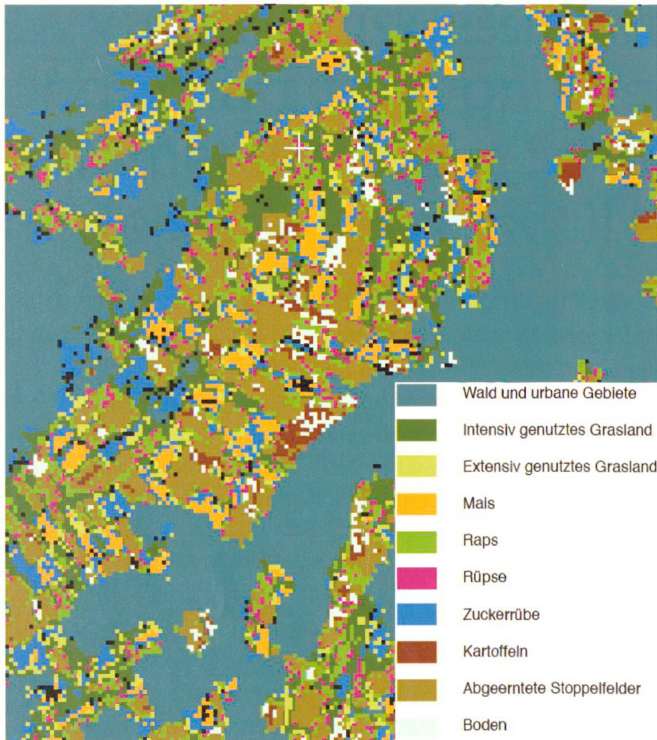 Wald und urbane Gebiete
Intensiv genutztes Grasland
Extensiv genutztes Grasland
Mais
Raps
Rüpse
Zuckerrübe
Kartoffeln
Abgeerntete Stoppelfelder
Boden